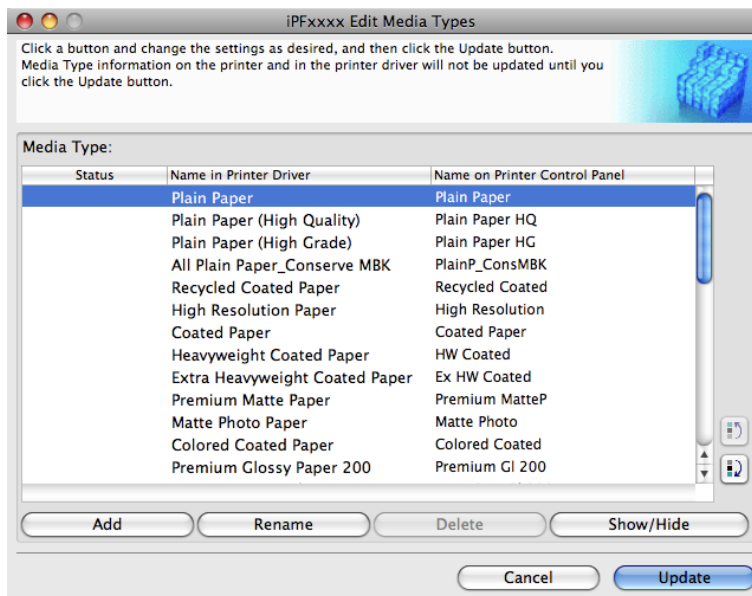 iPFxxxx Edit Media Types
Click a button and change the settings as desired, and then click the Update button.
Media Type information on the printer and in the printer driver will not be updated until you
click the Update button.
Media Type:
Status Name in Printer Driver Name on Printer Control Panel
Plain Paper Plain Paper
Plain Paper (High Quality) Plain Paper HQ
Plain Paper (High Grade) Plain Paper HG
All Plain Paper_Conserve MBK PlainP_ConsMBK
Recycled Coated Paper Recycled Coated
High Resolution Paper High Resolution
Coated Paper Coated Paper
Heavyweight Coated Paper HW Coated
Extra Heavyweight Coated Paper Ex HW Coated
Premium Matte Paper Premium MatteP
Matte Photo Paper Matte Photo
Colored Coated Paper Colored Coated
Premium Glossy Paper 200 Premium Gl 200
Add Rename Delete Show/Hide
Cancel Update